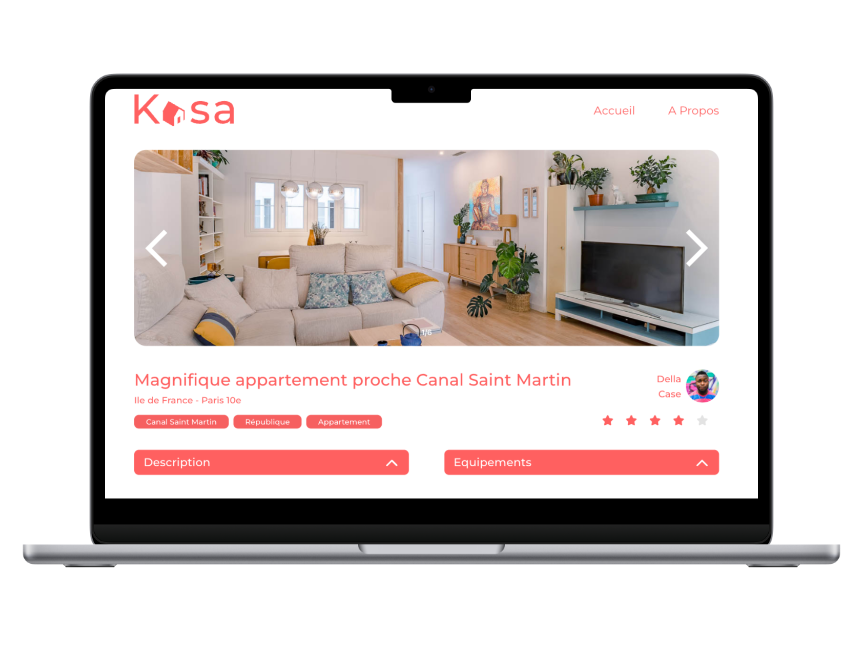 Kasa
Accueil
A Propos
1/6
Magnifique appartement proche Canal Saint Martin
Ile de France - Paris 10e
Della
Case
Canal Saint Martin
République
Appartement
Description
Equipements